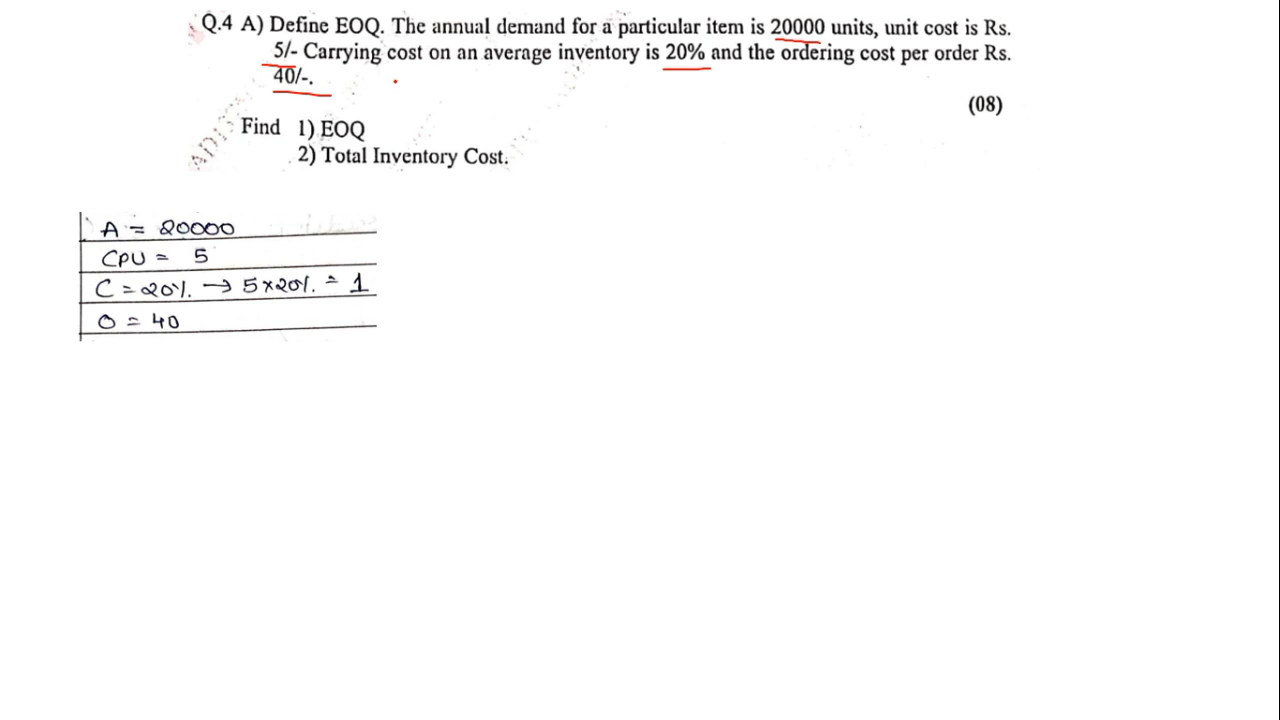 Q.4 A) Define EOQ. The annual demand for a particular item is 20000 units, unit cost is Rs.
5/- Carrying cost on an average inventory is 20% and the ordering cost per order Rs.
40/-.
(08)
Find 1) EOQ
2) Total Inventory Cost.
A = 20000
CPU = 5
C = 20% → 5×20% = 1
O = 40